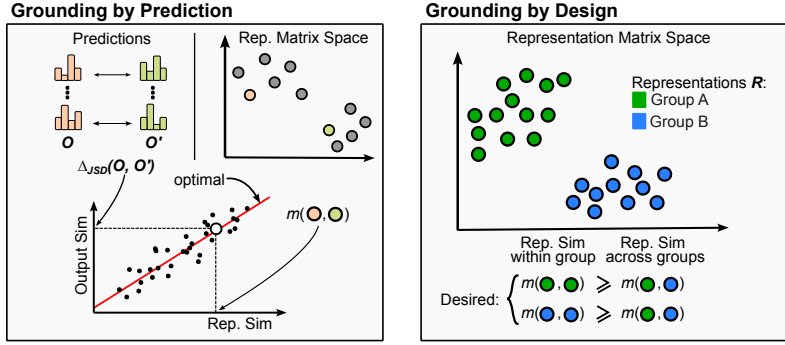 Grounding by Prediction
Predictions
O
O'
Δ_JSD(O, O')
Rep. Matrix Space
optimal
m( , )
Output Sim
Rep. Sim
Grounding by Design
Representation Matrix Space
Representations R:
Group A
Group B
Rep. Sim within group
Rep. Sim across groups
Desired:
m( , ) ⩾ m( , )
m( , ) ⩾ m( , )